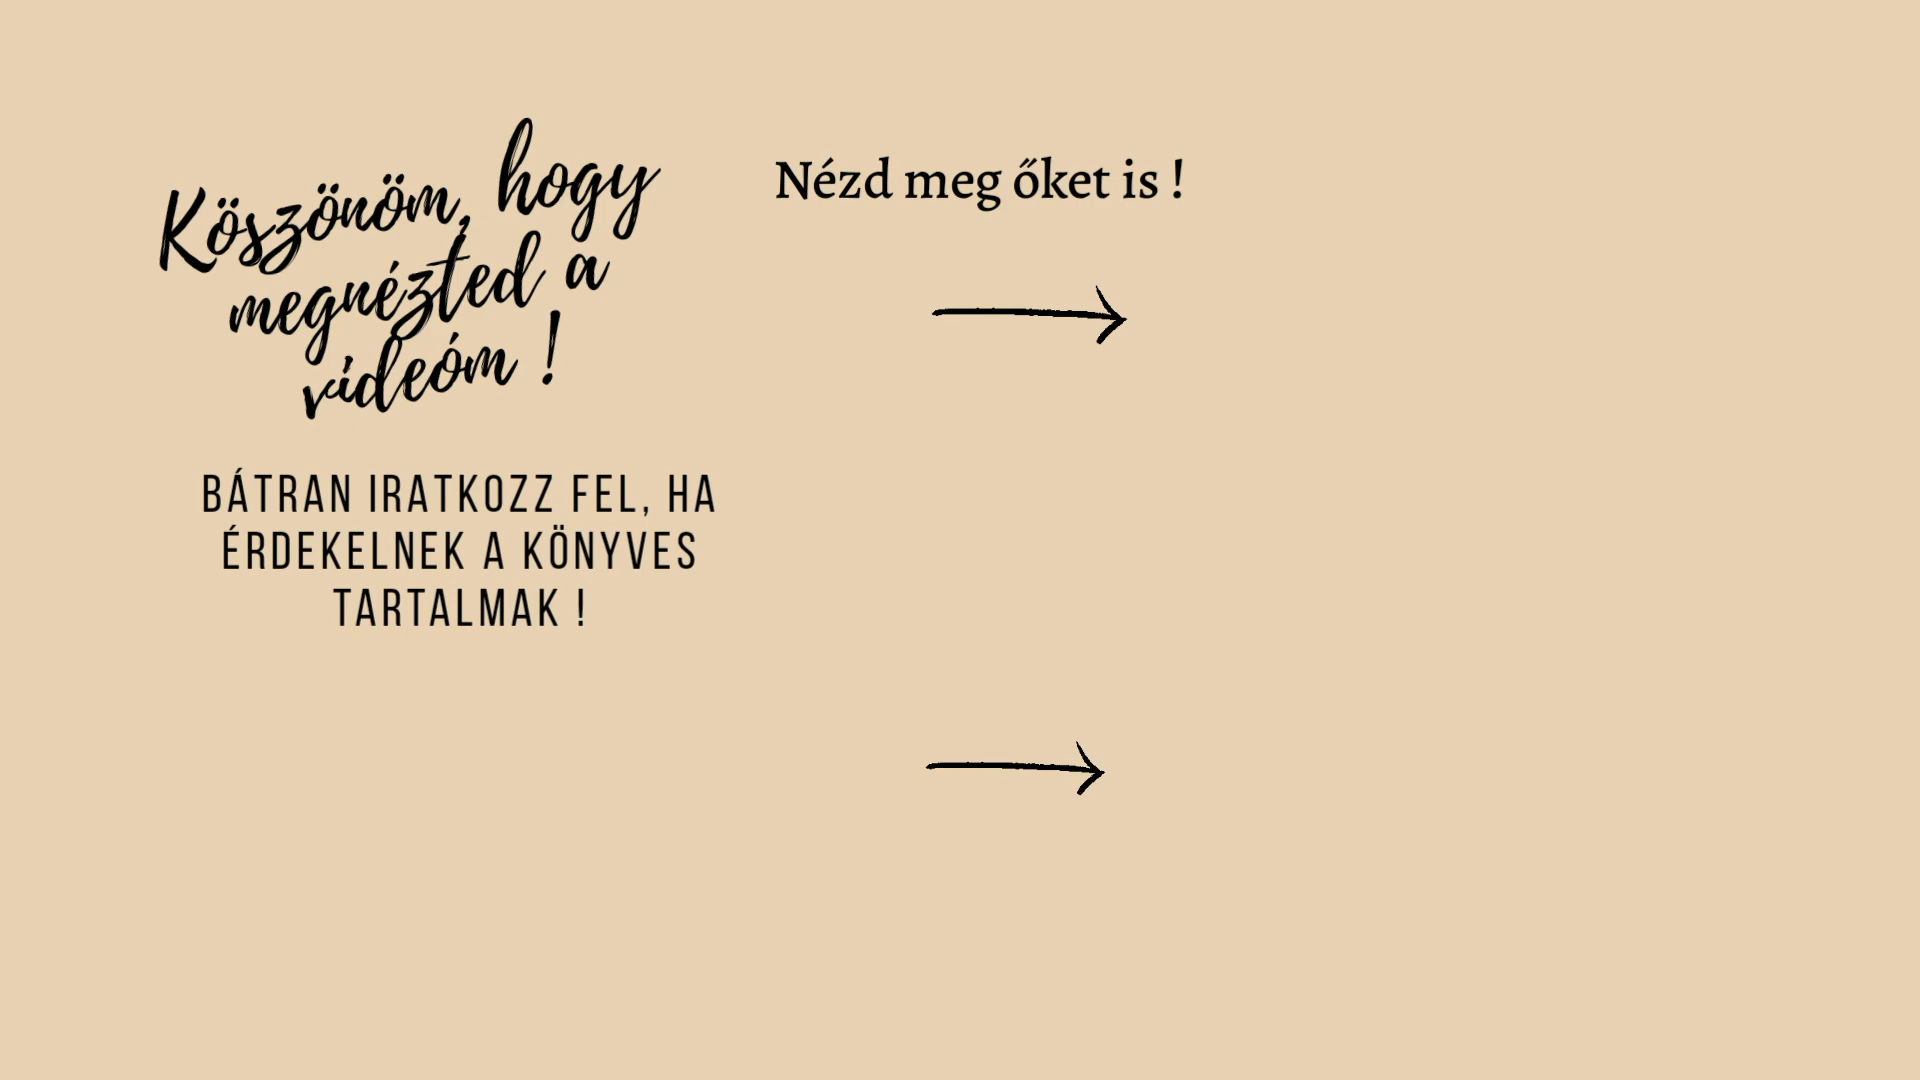 Köszönöm, hogy
megnézted a
videóm !
BÁTRAN IRATKOZZ FEL, HA
ÉRDEKELNEK A KÖNYVES
TARTALMAK !
Nézd meg őket is !